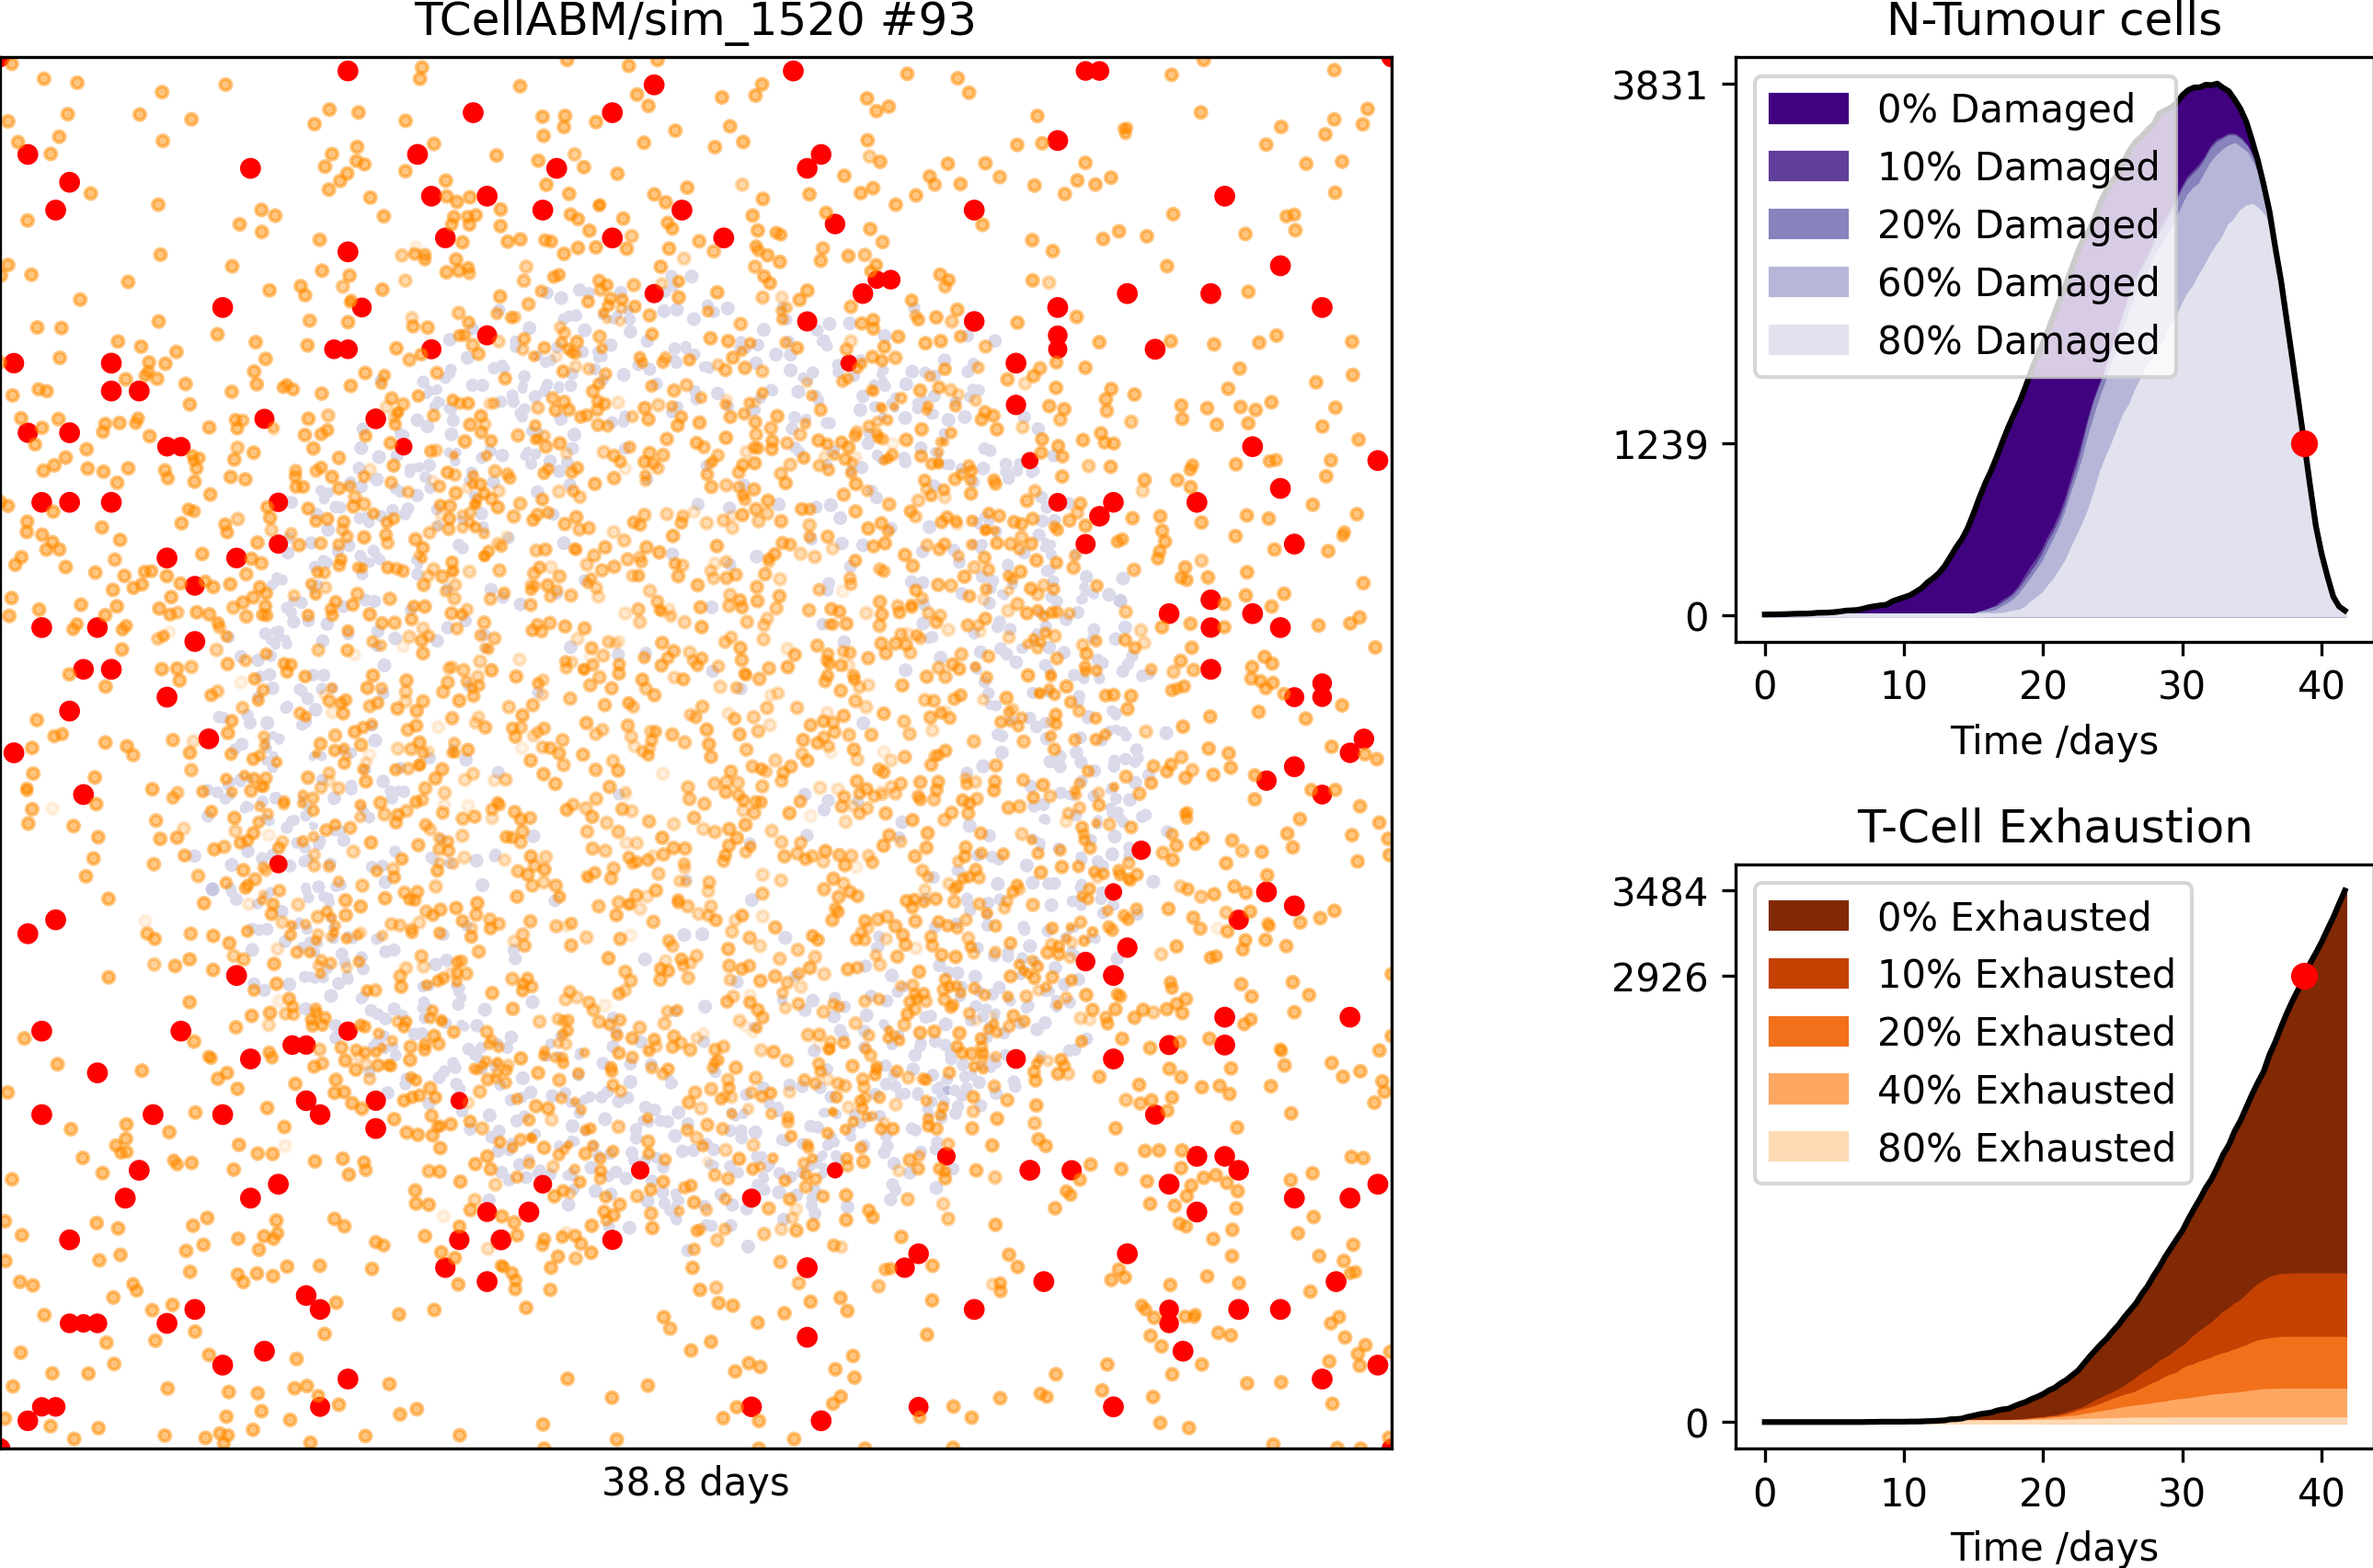 TCellABM/sim_1520 #93
38.8 days
N-Tumour cells
3831
1239
0
0% Damaged
10% Damaged
20% Damaged
60% Damaged
80% Damaged
0 10 20 30 40
Time /days
T-Cell Exhaustion
3484
2926
0
0% Exhausted
10% Exhausted
20% Exhausted
40% Exhausted
80% Exhausted
0 10 20 30 40
Time /days